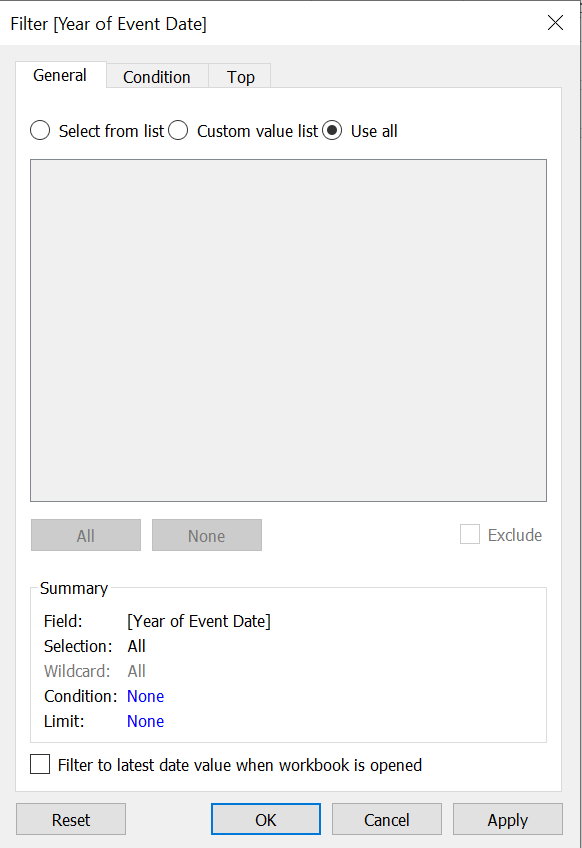 Filter [Year of Event Date]
General Condition Top
Select from list Custom value list Use all
All None Exclude
Summary
Field: [Year of Event Date]
Selection: All
Wildcard: All
Condition: None
Limit: None
Filter to latest date value when workbook is opened
Reset OK Cancel Apply